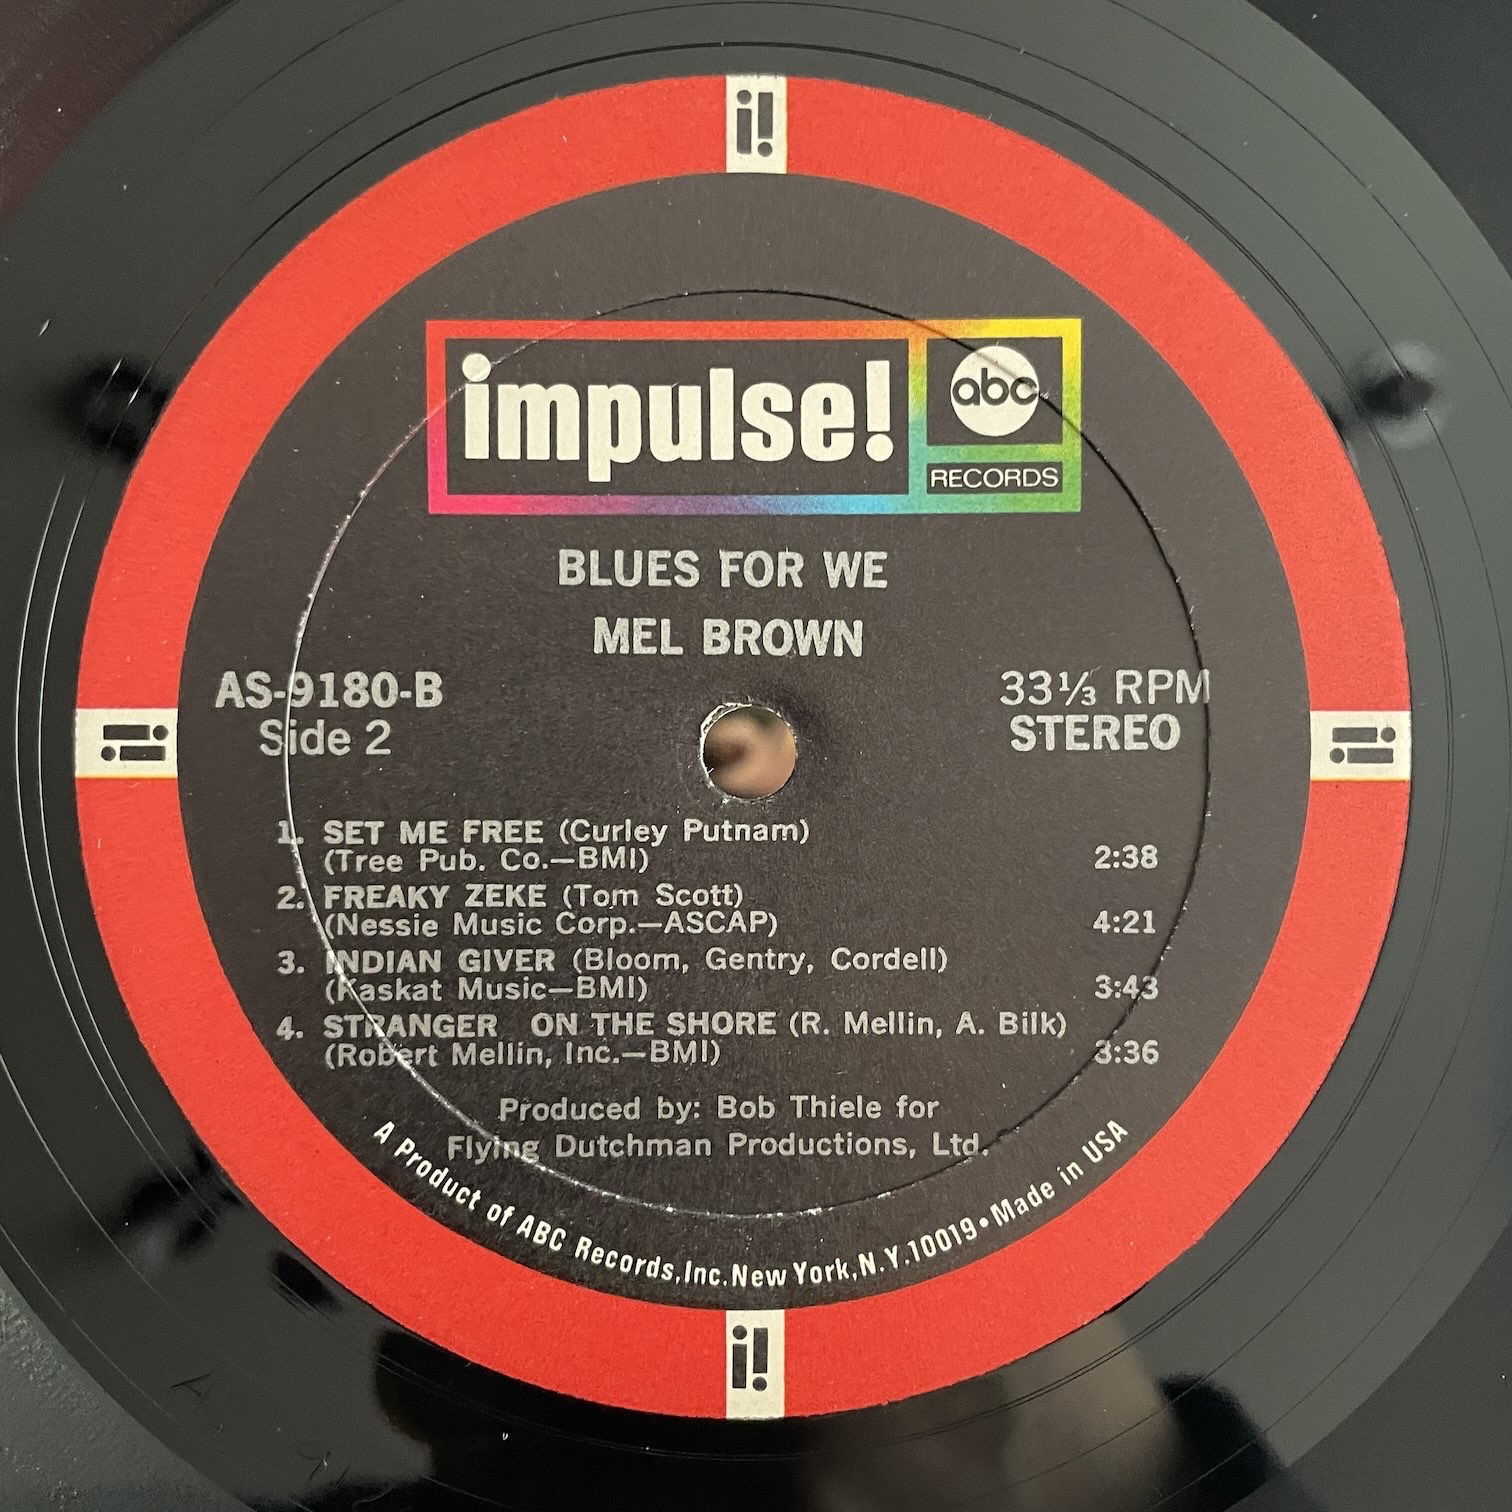 i!
impulse!
abc
RECORDS
BLUES FOR WE
MEL BROWN
AS-9180-B
Side 2
33⅓ RPM
STEREO
i!
i!
1. SET ME FREE (Curley Putnam)
(Tree Pub. Co.—BMI) 2:38
2. FREAKY ZEKE (Tom Scott)
(Nessie Music Corp.—ASCAP) 4:21
3. INDIAN GIVER (Bloom, Gentry, Cordell)
(Kaskat Music—BMI) 3:43
4. STRANGER ON THE SHORE (R. Mellin, A. Bilk)
(Robert Mellin, Inc.—BMI) 3:36
Produced by: Bob Thiele for
Flying Dutchman Productions, Ltd.
A Product of ABC Records, Inc. New York, N.Y. 10019 • Made in USA
i!